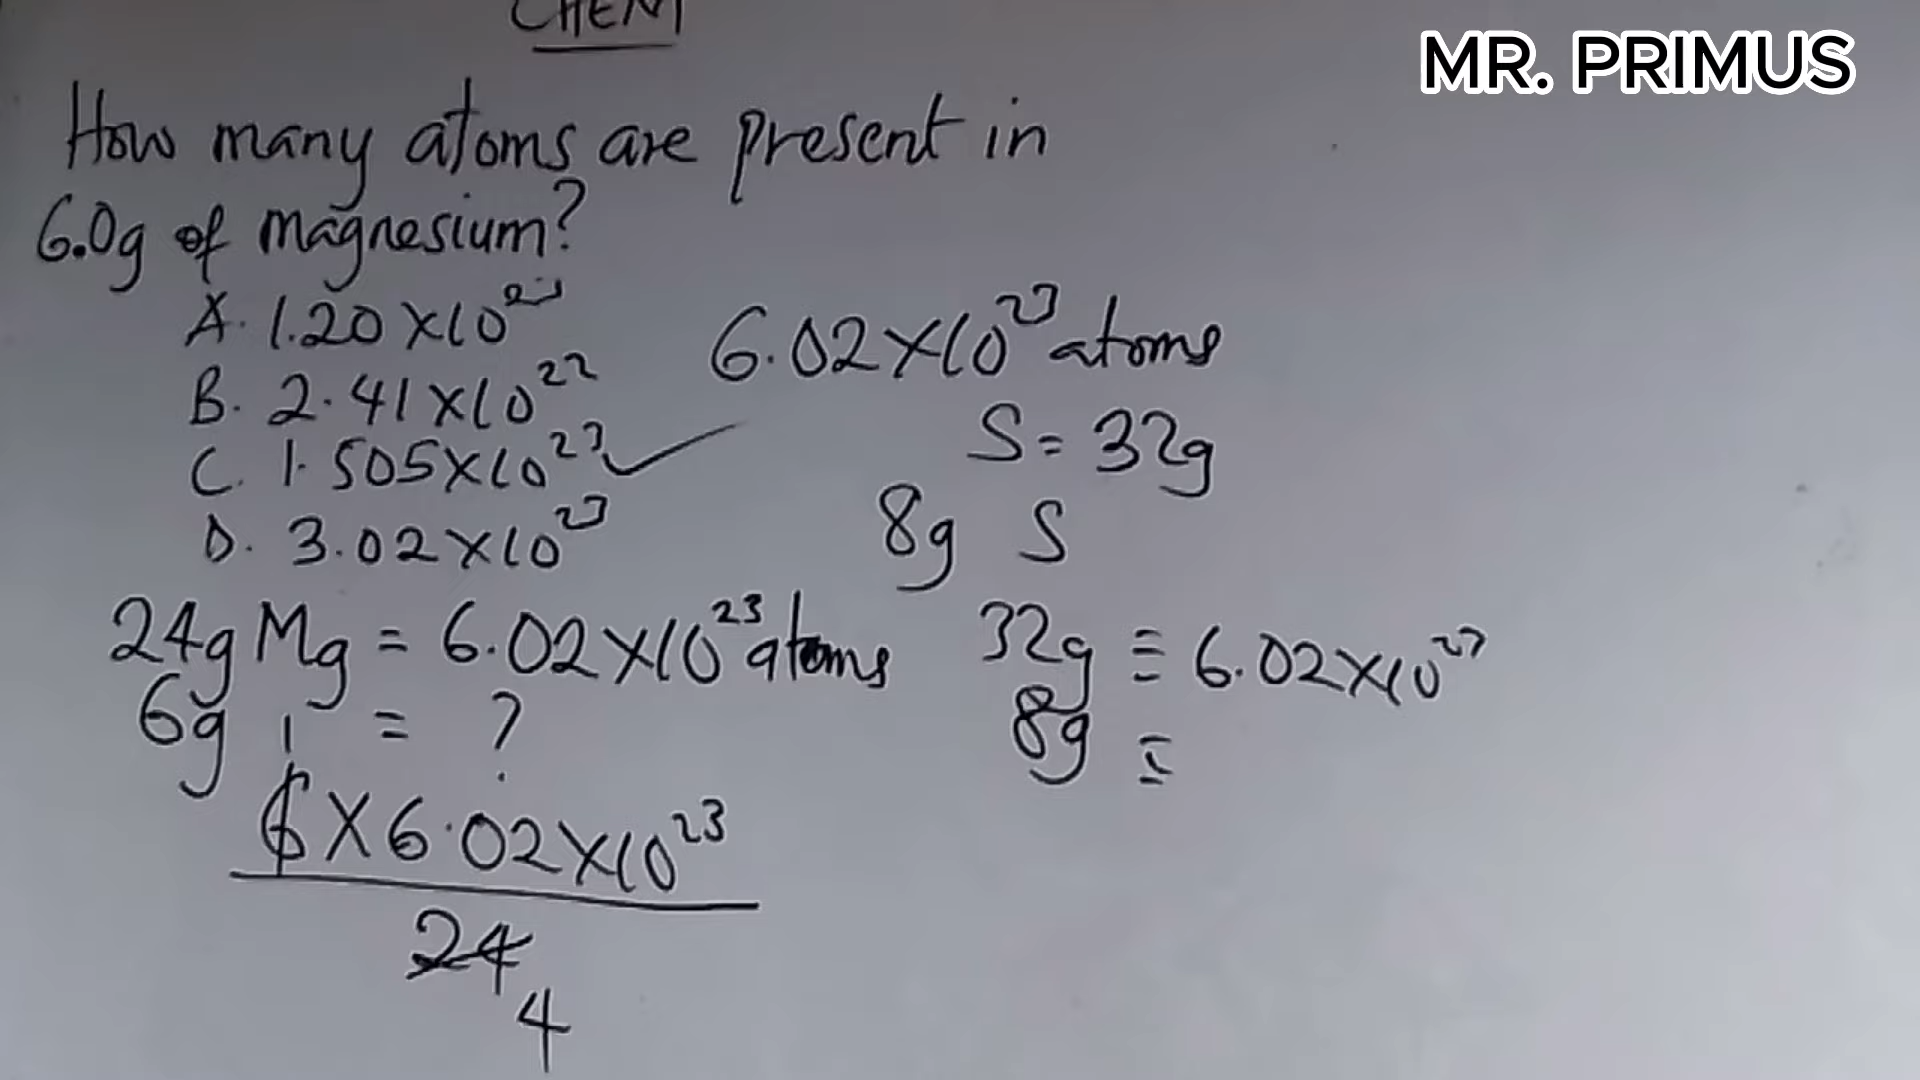 CHEM
MR. PRIMUS
How many atoms are present in
6.0g of magnesium?
A. 1.20 x 10²³
B. 2.41 x 10²²
C. 1.505 x 10²³ ✓
D. 3.02 x 10²³
24g Mg = 6.02 x 10²³ atoms
6g = ?
6 X 6.02 x 10²³
24
4
6.02 x 10²³ atoms
S = 32g
8g S
32g ≡ 6.02 x 10²³
8g ≡